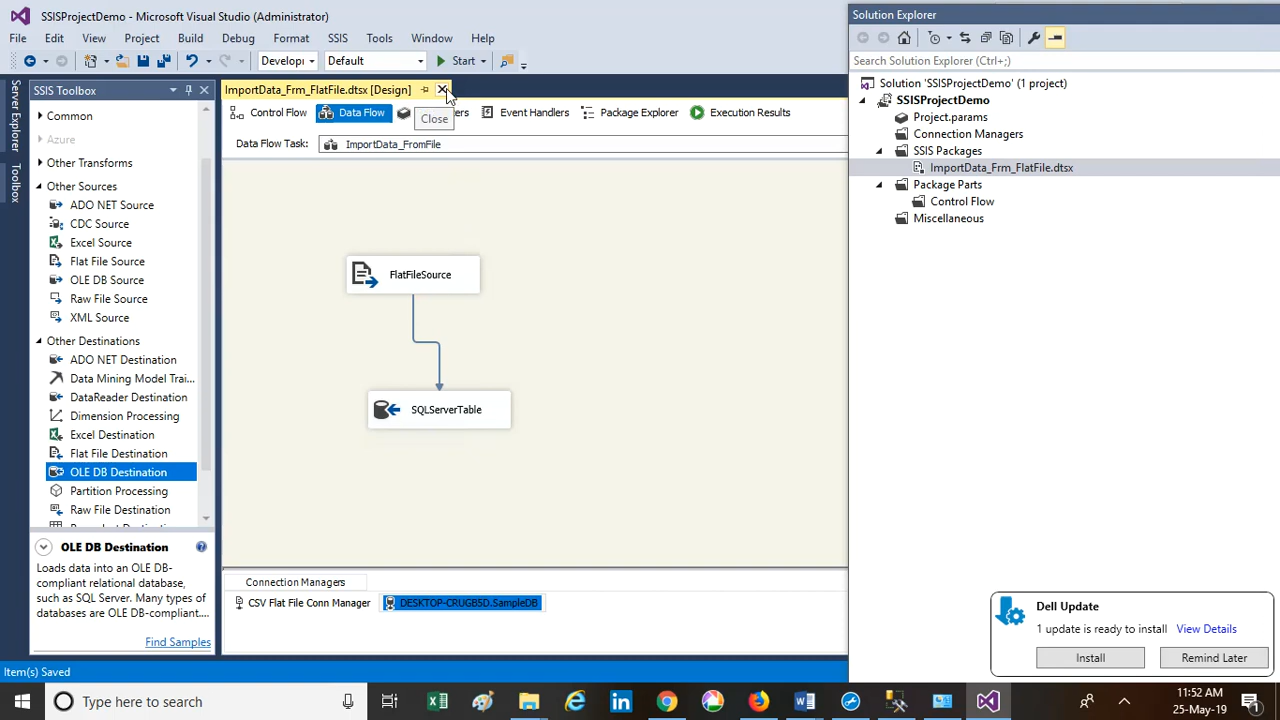 SSISProjectDemo - Microsoft Visual Studio (Administrator)
File Edit View Project Build Debug Format SSIS Tools Window Help
Developi Default Start
Server Explorer
Toolbox
SSIS Toolbox
Common
Azure
Other Transforms
Other Sources
ADO NET Source
CDC Source
Excel Source
Flat File Source
OLE DB Source
Raw File Source
XML Source
Other Destinations
ADO NET Destination
Data Mining Model Trai...
DataReader Destination
Dimension Processing
Excel Destination
Flat File Destination
OLE DB Destination
Partition Processing
Raw File Destination
OLE DB Destination
Loads data into an OLE DB-
compliant relational database,
such as SQL Server. Many types of
databases are OLE DB-compliant....
Find Samples
ImportData_Frm_FlatFile.dtsx [Design]
Control Flow Data Flow Event Handlers Package Explorer Execution Results
Close
Data Flow Task: ImportData_FromFile
FlatFileSource
SQLServerTable
Connection Managers
CSV Flat File Conn Manager DESKTOP-CRUGB5D.SampleDB
Solution Explorer
Search Solution Explorer (Ctrl+;)
Solution 'SSISProjectDemo' (1 project)
SSISProjectDemo
Project.params
Connection Managers
SSIS Packages
ImportData_Frm_FlatFile.dtsx
Package Parts
Control Flow
Miscellaneous
Dell Update
1 update is ready to install View Details
Install Remind Later
Item(s) Saved
Type here to search
11:52 AM
25-May-19
1